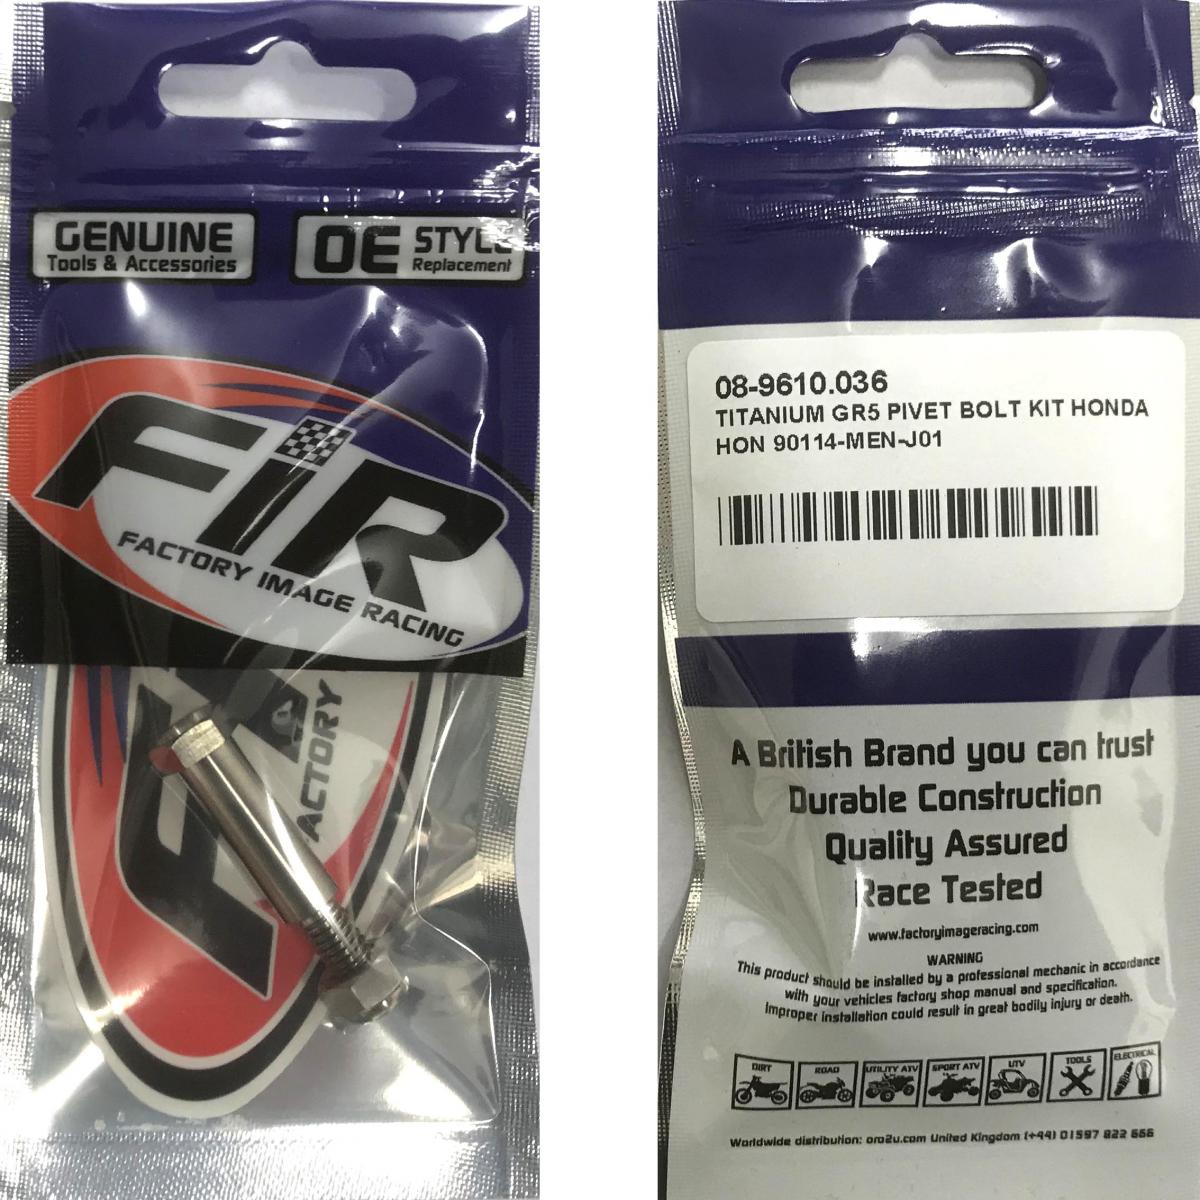 GENUINE
Tools & Accessories
OE STYLE
Replacement
FiR
FACTORY IMAGE RACING
FACTORY
08-9610.036
TITANIUM GR5 PIVET BOLT KIT HONDA
HON 90114-MEN-J01
A British Brand you can trust
Durable Construction
Quality Assured
Race Tested
www.factoryimageracing.com
WARNING
This product should be installed by a professional mechanic in accordance
with your vehicles factory shop manual and specification.
Improper installation could result in great bodily injury or death.
DIRT ROAD UTILITY ATV SPORT ATV UTV TOOLS ELECTRICAL
Worldwide distribution: oro2u.com United Kingdom (+44) 01597 822 666